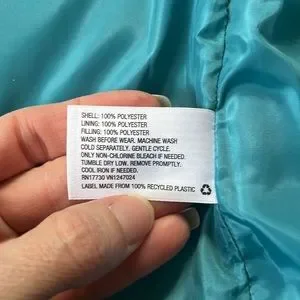 SHELL: 100% POLYESTER
LINING: 100% POLYESTER
FILLING: 100% POLYESTER
WASH BEFORE WEAR. MACHINE WASH
COLD SEPARATELY. GENTLE CYCLE.
ONLY NON-CHLORINE BLEACH IF NEEDED.
TUMBLE DRY LOW. REMOVE PROMPTLY.
COOL IRON IF NEEDED.
RN17730 VN1247024
LABEL MADE FROM 100% RECYCLED PLASTIC